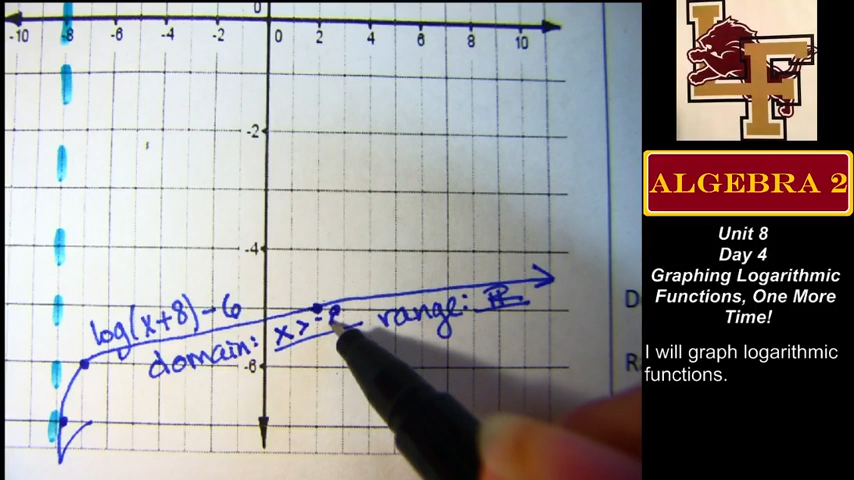 0
-10 -8 -6 -4 -2 0 2 4 6 8 10
-2
-4
log(x+8) - 6
domain: x > -8 range: ℝ
-6
LF
ALGEBRA 2
Unit 8
Day 4
Graphing Logarithmic
Functions, One More
Time!
I will graph logarithmic
functions.